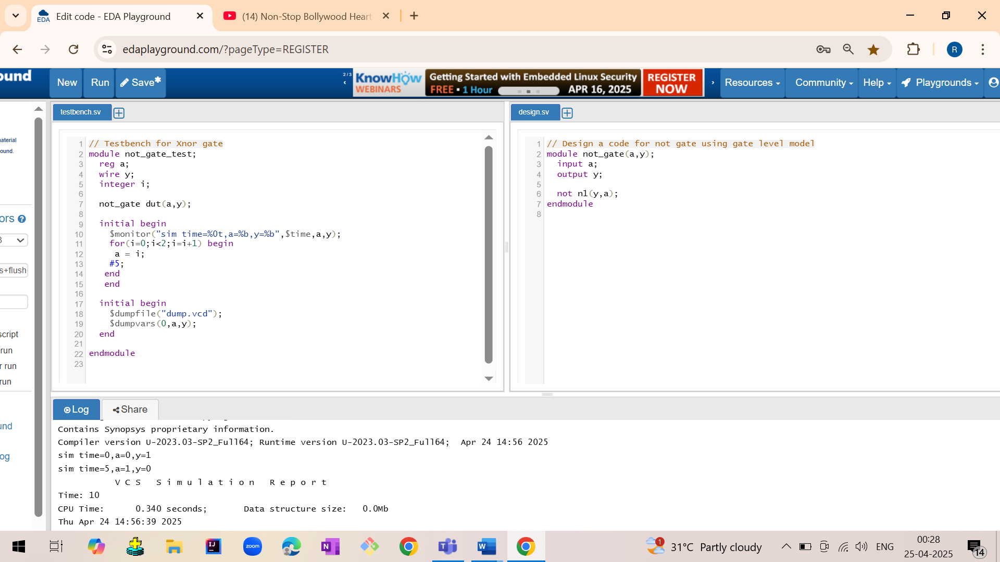 Edit code - EDA Playground
(14) Non-Stop Bollywood Heart
edaplayground.com/?pageType=REGISTER
R
ound
New
Run
Save*
2/3
KnowHow
WEBINARS
Getting Started with Embedded Linux Security
FREE • 1 Hour
APR 16, 2025
REGISTER
NOW
Resources
Community
Help
Playgrounds
aterial
ound.
ors
s+flush
script
run
r run
run
und
og
testbench.sv
1 // Testbench for Xnor gate
2 module not_gate_test;
3 reg a;
4 wire y;
5 integer i;
6
7 not_gate dut(a,y);
8
9 initial begin
10 $monitor("sim time=%0t,a=%b,y=%b",$time,a,y);
11 for(i=0;i<2;i=i+1) begin
12 a = i;
13 #5;
14 end
15 end
16
17 initial begin
18 $dumpfile("dump.vcd");
19 $dumpvars(0,a,y);
20 end
21
22 endmodule
23
design.sv
1 // Design a code for not gate using gate level model
2 module not_gate(a,y);
3 input a;
4 output y;
5
6 not n1(y,a);
7 endmodule
8
Log
Share
Contains Synopsys proprietary information.
Compiler version U-2023.03-SP2_Full64; Runtime version U-2023.03-SP2_Full64; Apr 24 14:56 2025
sim time=0,a=0,y=1
sim time=5,a=1,y=0
V C S S i m u l a t i o n R e p o r t
Time: 10
CPU Time: 0.340 seconds; Data structure size: 0.0Mb
Thu Apr 24 14:56:39 2025
zoom
1
31°C Partly cloudy
ENG
00:28
25-04-2025
14